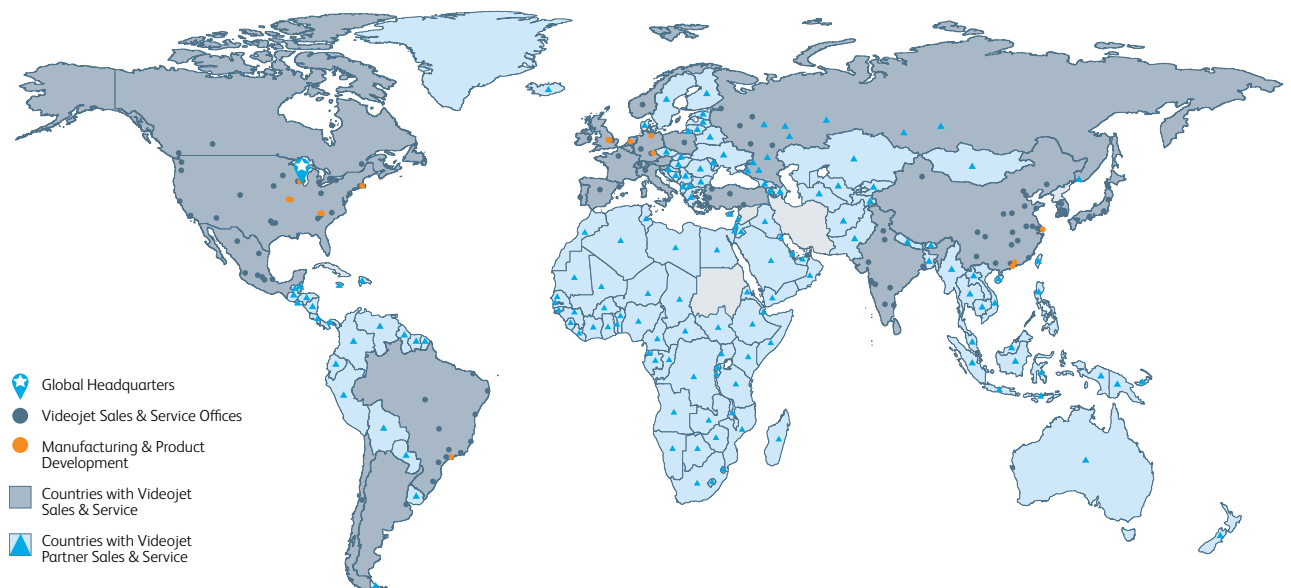 Global Headquarters
Videojet Sales & Service Offices
Manufacturing & Product
Development
Countries with Videojet
Sales & Service
Countries with Videojet
Partner Sales & Service